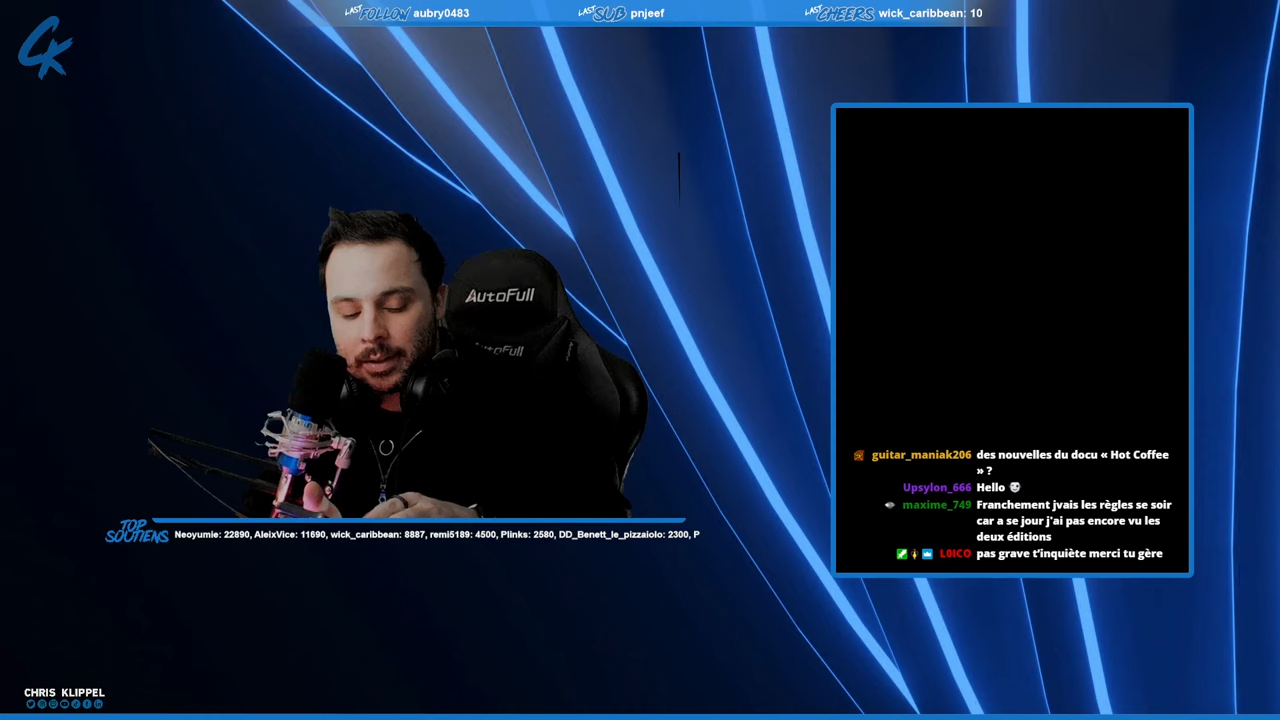 LAST FOLLOW aubry0483
LAST SUB pnjeef
LAST CHEERS wick_caribbean: 10
CK
AutoFull
AutoFull
guitar_maniak206 des nouvelles du docu « Hot Coffee
» ?
Upsylon_666 Hello
maxime_749 Franchement jvais les règles se soir
car a se jour j'ai pas encore vu les
deux éditions
L0ICO pas grave t'inquiète merci tu gère
TOP SOUTIENS Neoyumie: 22890, AleixVice: 11690, wick_caribbean: 8887, remi5189: 4500, Plinks: 2580, DD_Benett_le_pizzaiolo: 2300, P
CHRIS KLIPPEL